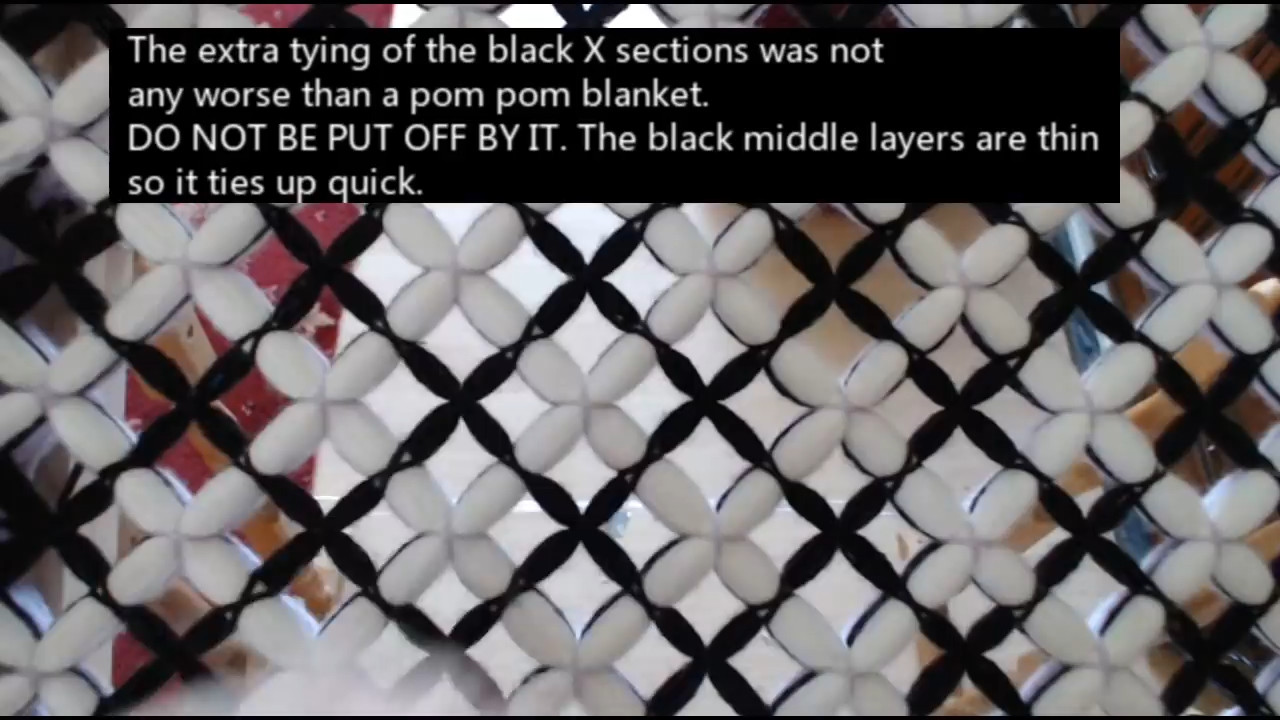 The extra tying of the black X sections was not
any worse than a pom pom blanket.
DO NOT BE PUT OFF BY IT. The black middle layers are thin
so it ties up quick.